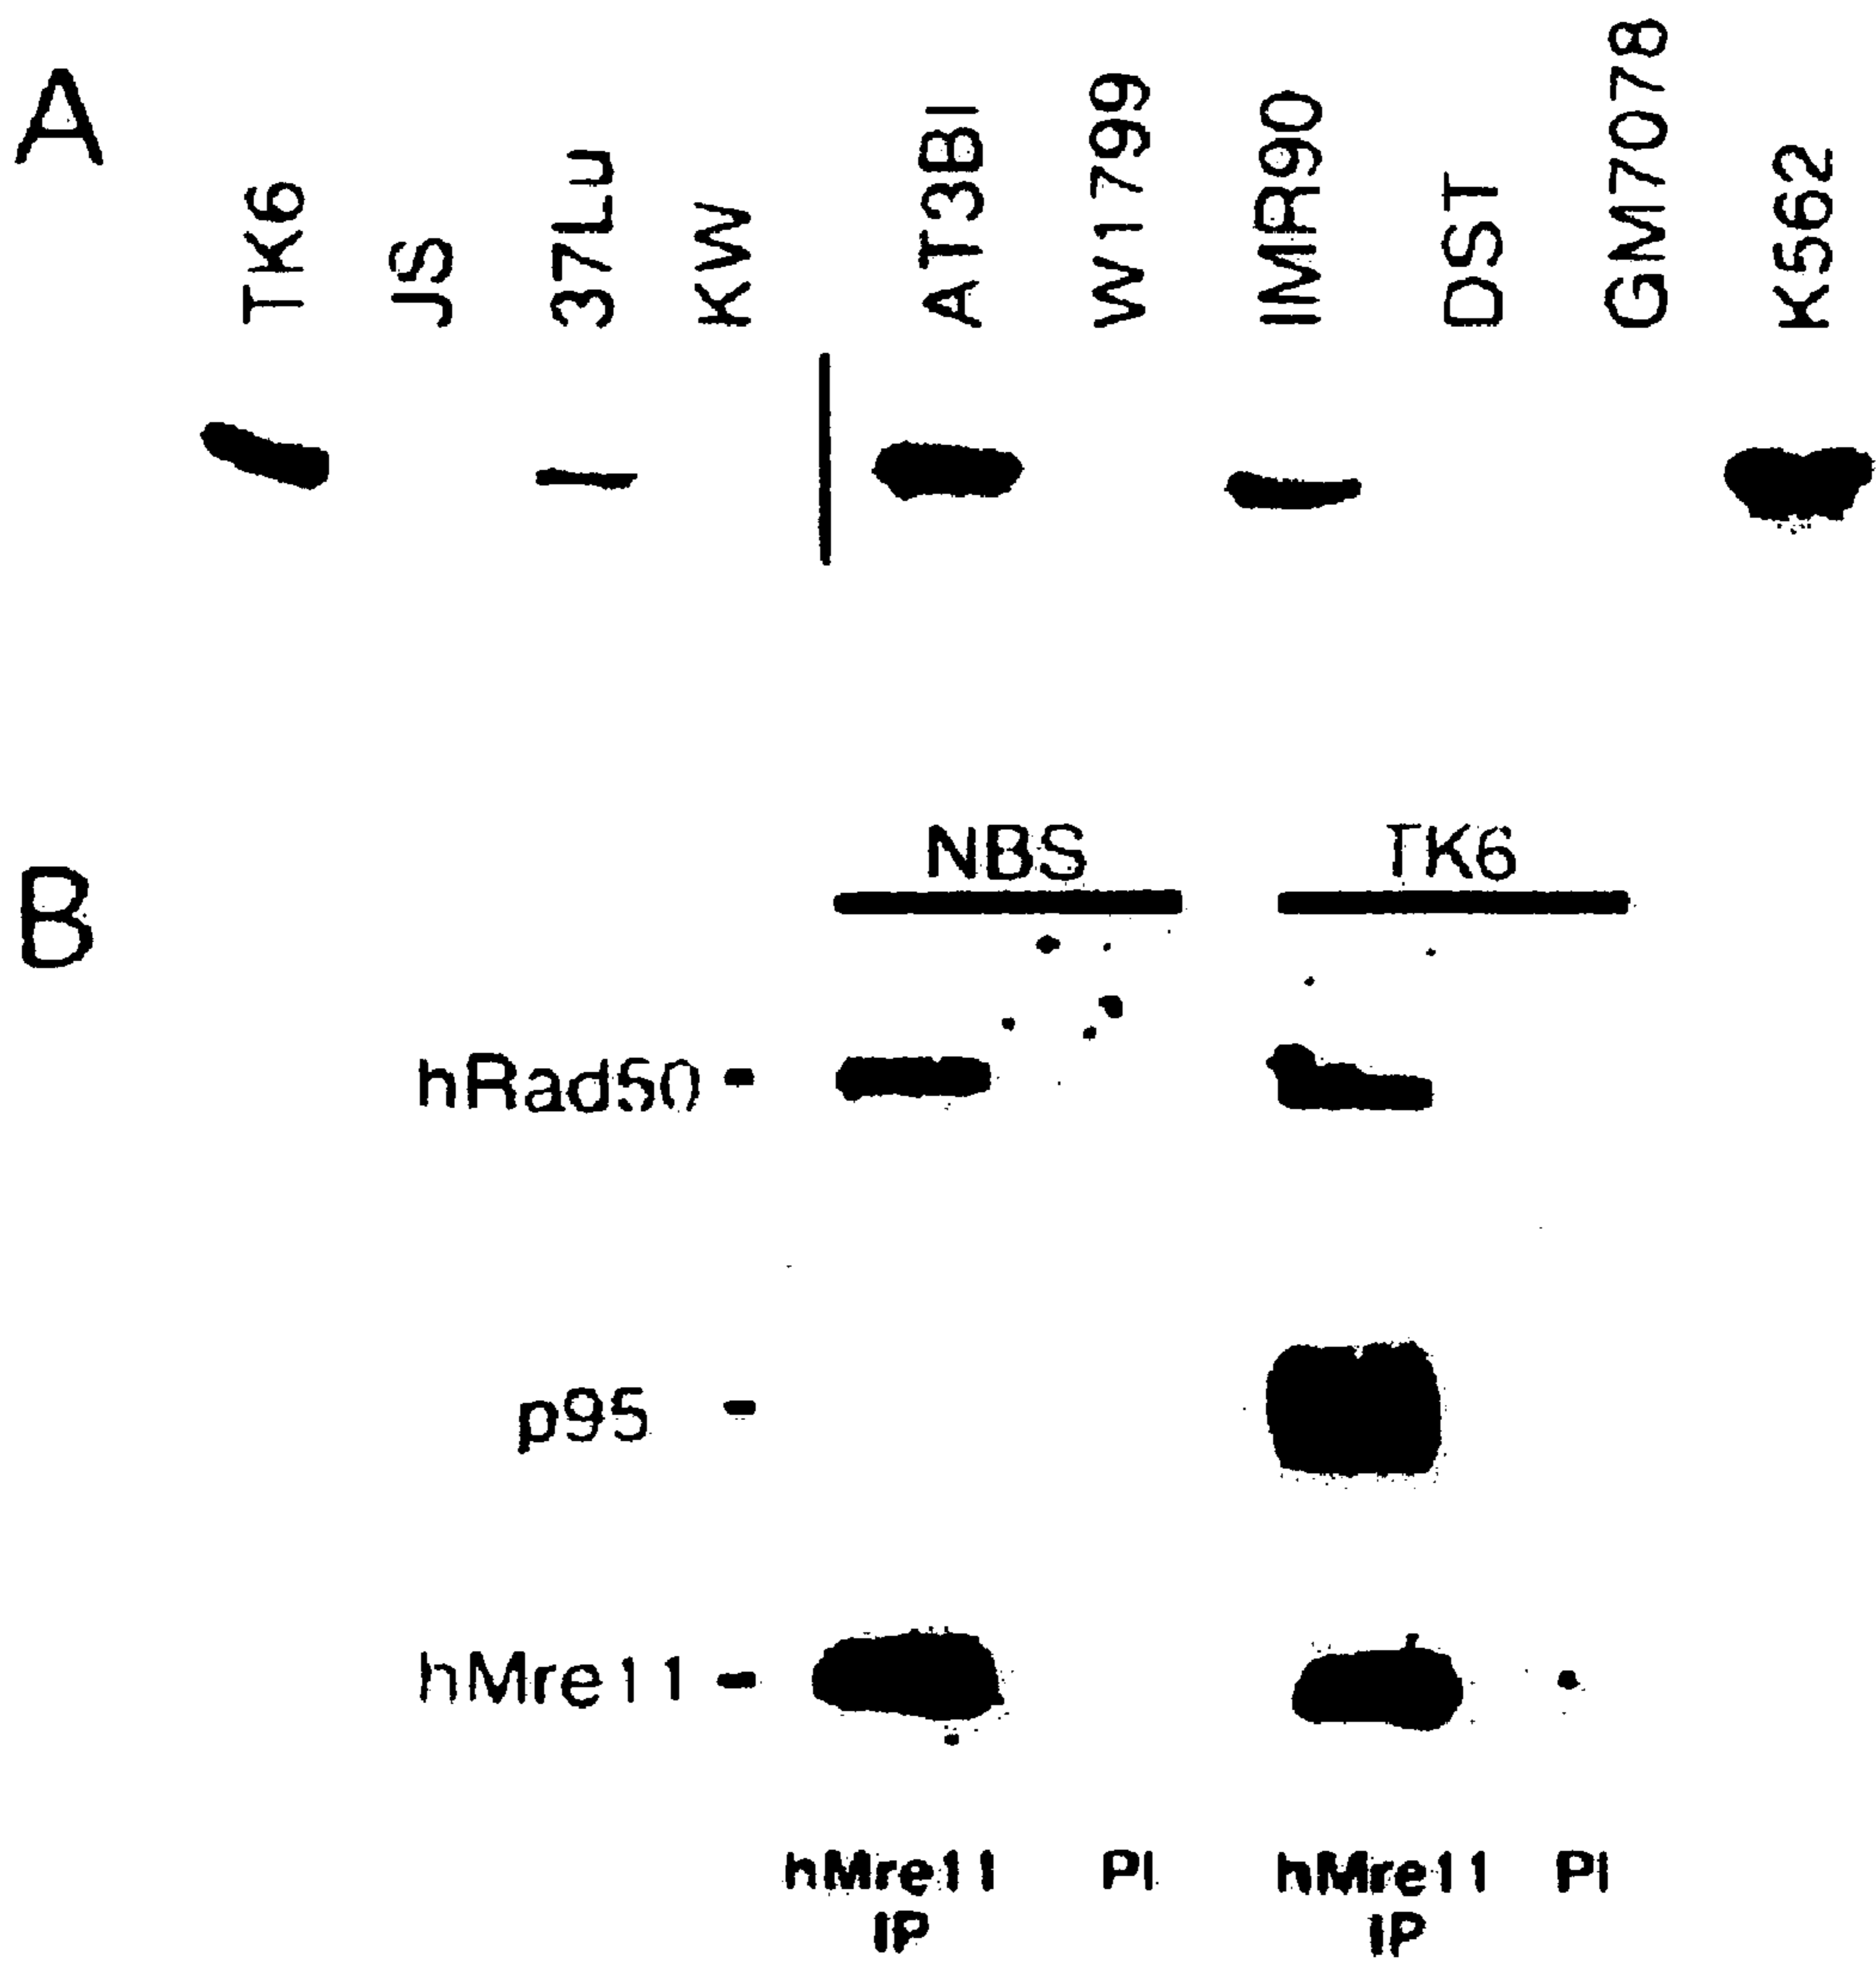 A
TK6
JS
37Lu
KW
AT3BI
W1799
IMR90
DST
GM7078
K562
B
NBS
TK6
hRad50
p95
hMre11
hMre11 IP
PI
hMre11 IP
PI